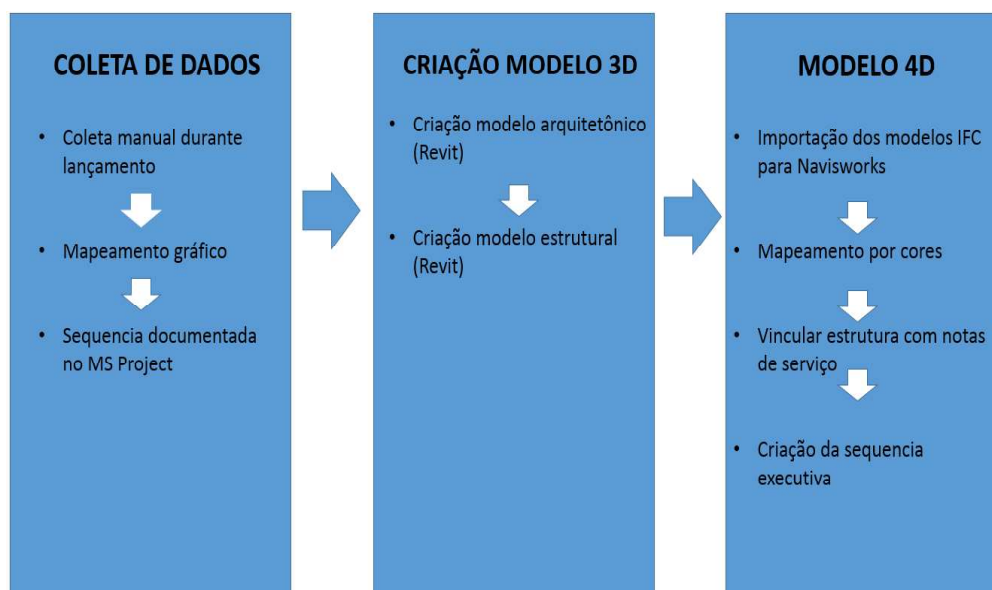 COLETA DE DADOS
• Coleta manual durante
lançamento
• Mapeamento gráfico
• Sequencia documentada
no MS Project
CRIAÇÃO MODELO 3D
• Criação modelo arquitetônico
(Revit)
• Criação modelo estrutural
(Revit)
MODELO 4D
• Importação dos modelos IFC
para Navisworks
• Mapeamento por cores
• Vincular estrutura com notas
de serviço
• Criação da sequencia
executiva